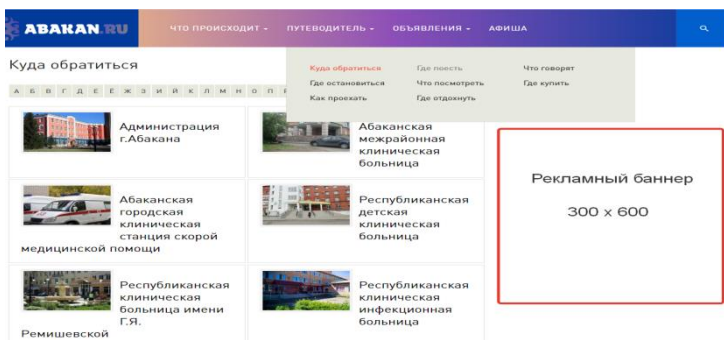 ABAKAN.RU
ЧТО ПРОИСХОДИТ
ПУТЕВОДИТЕЛЬ
ОБЪЯВЛЕНИЯ
АФИША
Куда обратиться
Где поесть
Что говорят
Где остановиться
Что посмотреть
Где купить
Как проехать
Где отдохнуть
Куда обратиться
А Б В Г Д Е Ё Ж З И Й К Л М Н О П
Администрация
г.Абакана
Абаканская
межрайонная
клиническая
больница
Абаканская
городская
клиническая
станция скорой
медицинской помощи
Республиканская
детская
клиническая
больница
Республиканская
клиническая
больница имени
Г.Я.
Ремишевской
Республиканская
клиническая
инфекционная
больница
Рекламный баннер
300 x 600